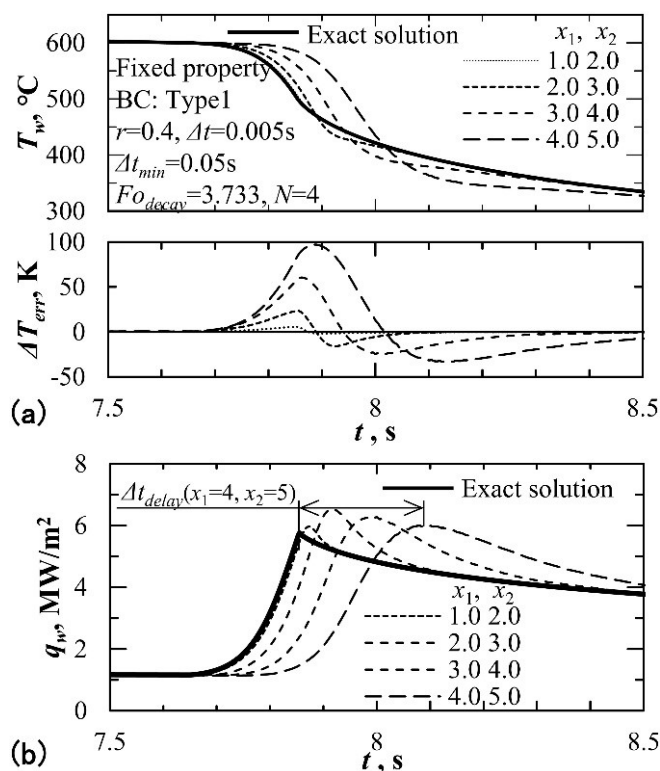 Exact solution
x1, x2
1.0 2.0
2.0 3.0
3.0 4.0
4.0 5.0
Fixed property
BC: Type1
r=0.4, Δt=0.005s
Δtmin=0.05s
Fodecay=3.733, N=4
600
500
400
300
Tw, °C
100
50
0
-50
ΔTerr, K
(a)
7.5 8 8.5
t , s
Δtdelay(x1=4, x2=5)
Exact solution
x1, x2
1.0 2.0
2.0 3.0
3.0 4.0
4.0 5.0
8
6
4
2
0
qw, MW/m²
(b)
7.5 8 8.5
t , s